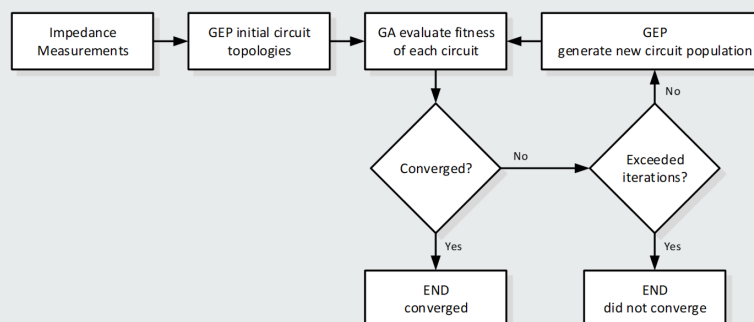 Impedance
Measurements
GEP initial circuit
topologies
GA evaluate fitness
of each circuit
GEP
generate new circuit population
No
Converged?
No
Exceeded
iterations?
Yes
Yes
END
converged
END
did not converge